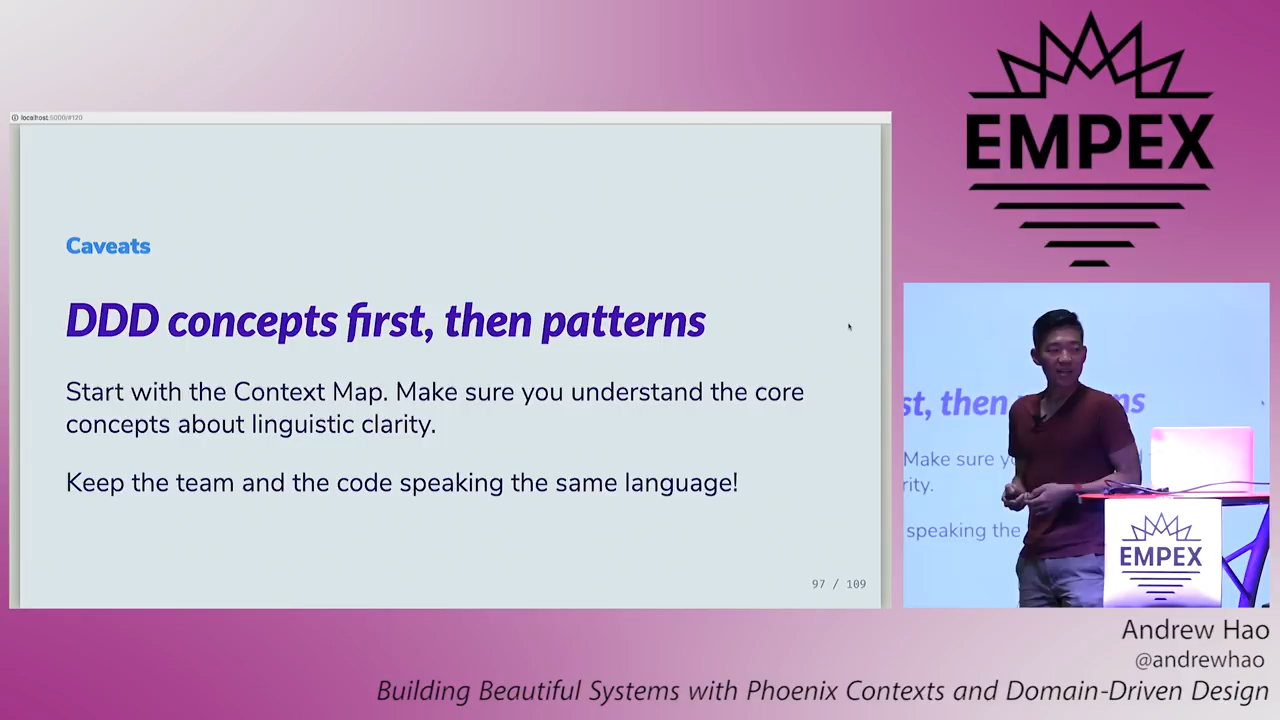 EMPEX
localhost:5000/#120
Caveats
DDD concepts first, then patterns
Start with the Context Map. Make sure you understand the core
concepts about linguistic clarity.
Keep the team and the code speaking the same language!
97 / 109
st, then patterns
Make sure yo
rity.
speaking the
EMPEX
Andrew Hao
@andrewhao
Building Beautiful Systems with Phoenix Contexts and Domain-Driven Design